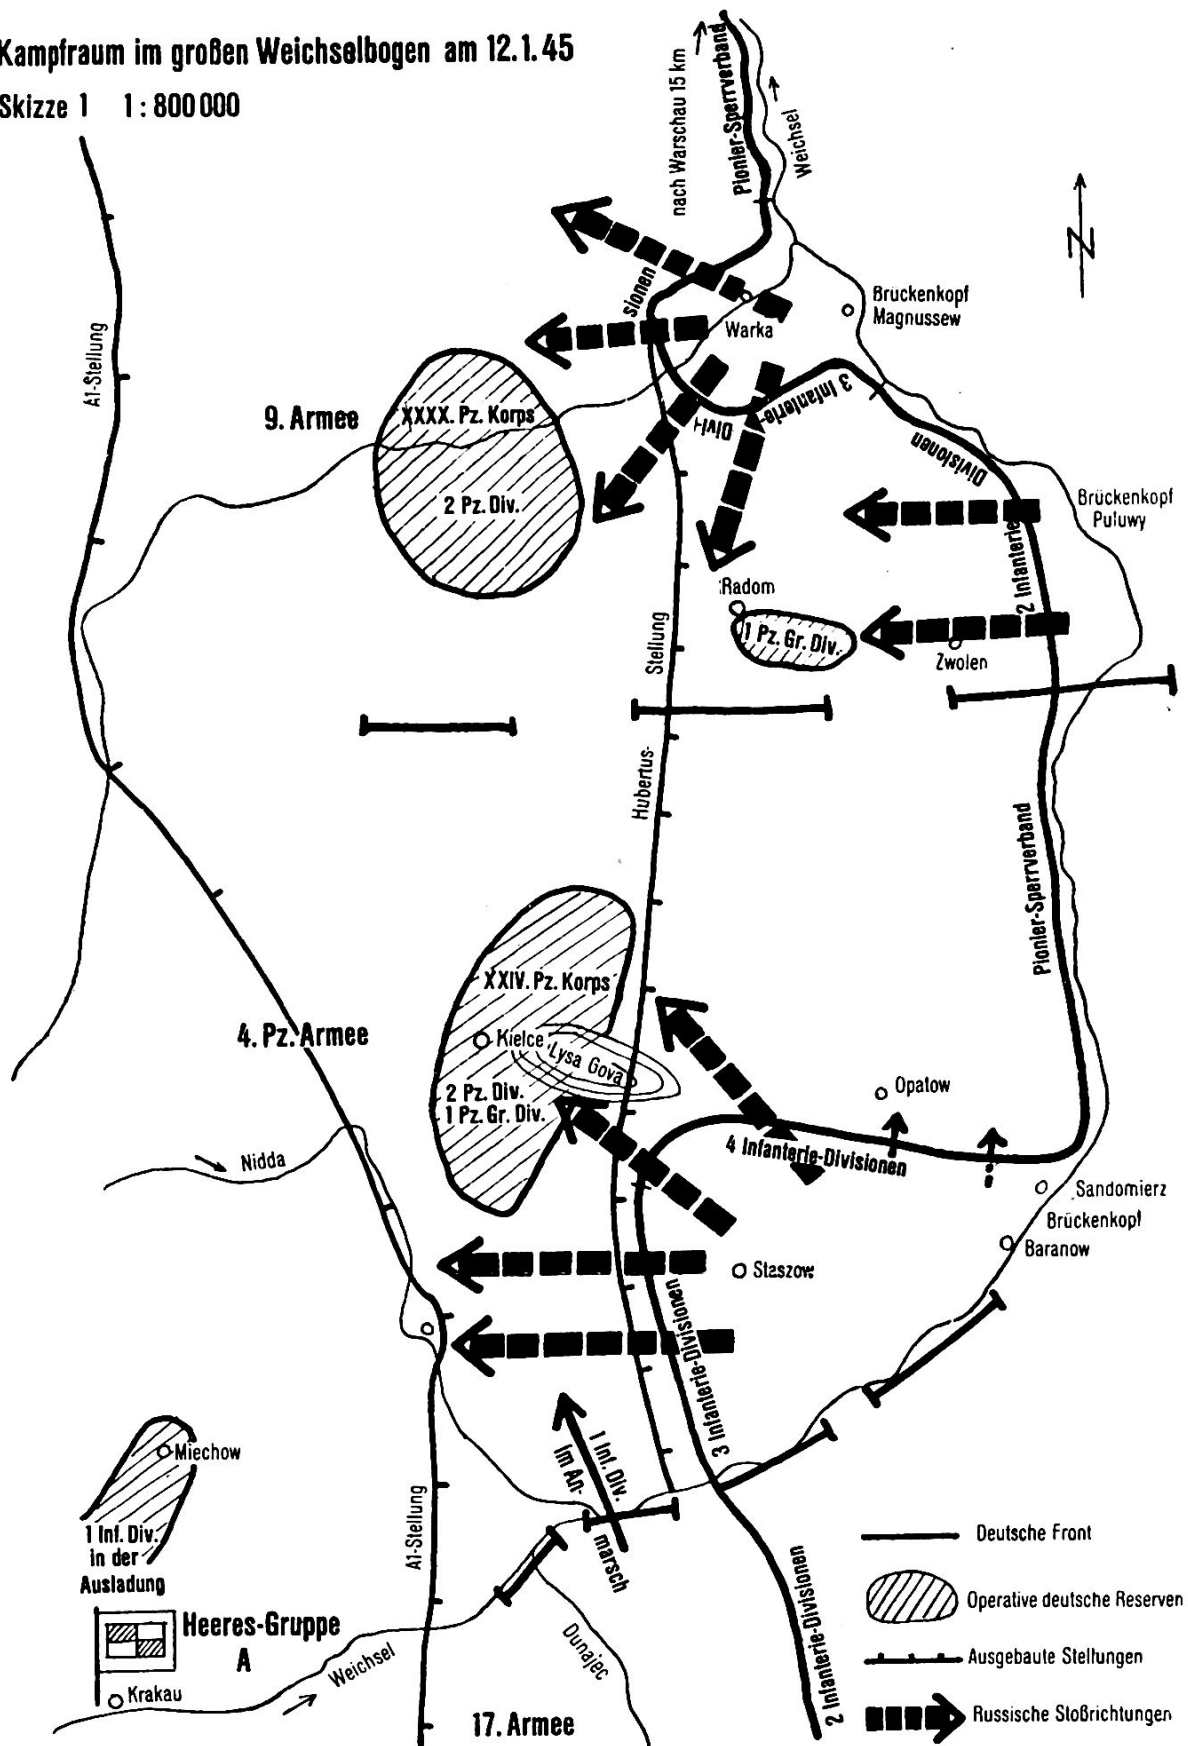 Kampfraum im großen Weichselbogen am 12.1.45
Skizze 1 1:800 000
nach Warschau 15 km
Pionier-Sperrverband
Weichsel
N
A1-Stellung
Divi-
sionen
Warka
Brückenkopf
Magnussew
3 Infanterie-
Divisionen
9. Armee
XXXX. Pz. Korps
2 Pz. Div.
Brückenkopf
Puluwy
2 Infanterie
Radom
1 Pz. Gr. Div.
Zwolen
Hubertus-
Stellung
Pionier-Sperrverband
XXIV. Pz. Korps
4. Pz. Armee
Kielce
Lysa Gova
2 Pz. Div.
1 Pz. Gr. Div.
Opatow
4 Infanterie-Divisionen
Nidda
Sandomierz
Brückenkopf
Baranow
Staszow
3 Infanterie-Divisionen
1 Inf. Div.
im An-
marsch
Miechow
1 Inf. Div.
in der
Ausladung
A1-Stellung
Heeres-Gruppe
A
Krakau
Weichsel
Dunajec
17. Armee
2 Infanterie-Divisionen
Deutsche Front
Operative deutsche Reserven
Ausgebaute Stellungen
Russische Stoßrichtungen